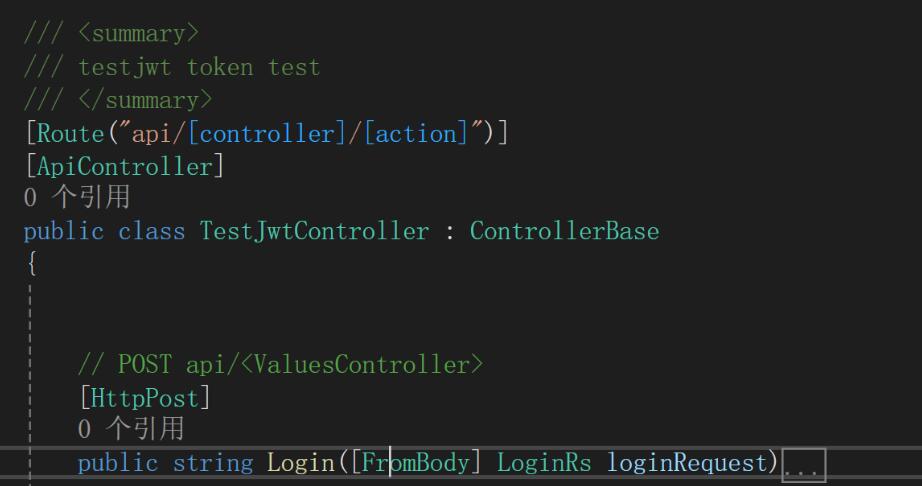 /// <summary>
/// testjwt token test
/// </summary>
[Route("api/[controller]/[action]")]
[ApiController]
0 个引用
public class TestJwtController : ControllerBase
{
// POST api/<ValuesController>
[HttpPost]
0 个引用
public string Login([FromBody] LoginRs loginRequest)...